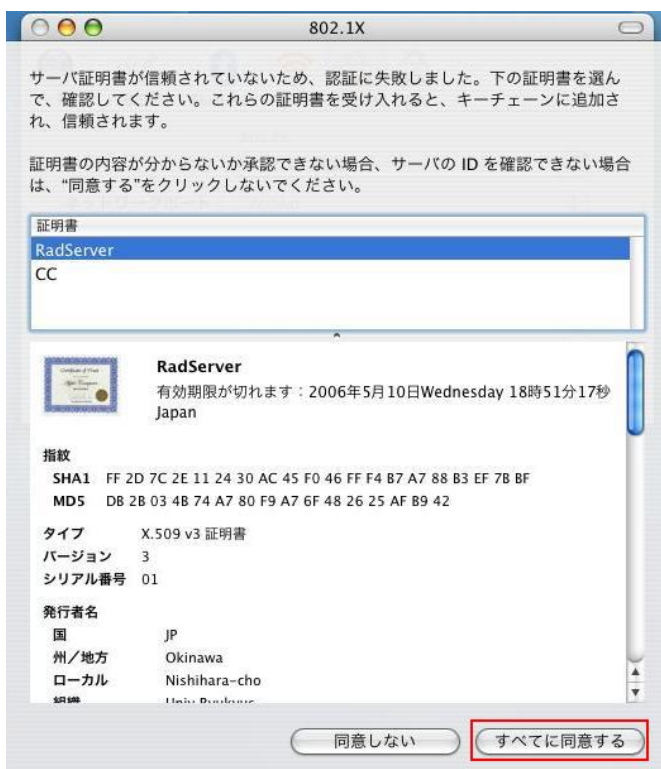 802.1X
サーバ証明書が信頼されていないため、認証に失敗しました。下の証明書を選ん
で、確認してください。これらの証明書を受け入れると、キーチェーンに追加さ
れ、信頼されます。
証明書の内容が分からないか承認できない場合、サーバの ID を確認できない場合
は、“同意する”をクリックしないでください。
証明書
RadServer
CC
RadServer
有効期限が切れます：2006年5月10日Wednesday 18時51分17秒
Japan
指紋
SHA1 FF 2D 7C 2E 11 24 30 AC 45 F0 46 FF F4 B7 A7 88 B3 EF 7B BF
MD5 DB 2B 03 4B 74 A7 80 F9 A7 6F 48 26 25 AF B9 42
タイプ X.509 v3 証明書
バージョン 3
シリアル番号 01
発行者名
国 JP
州／地方 Okinawa
ローカル Nishihara-cho
組織 Univ Ryukyus
同意しない
すべてに同意する